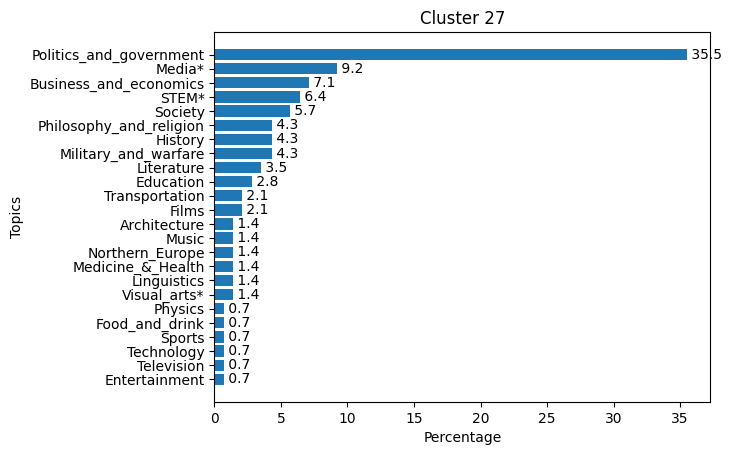 Cluster 27
Politics_and_government 35.5
Media* 9.2
Business_and_economics 7.1
STEM* 6.4
Society 5.7
Philosophy_and_religion 4.3
History 4.3
Military_and_warfare 4.3
Literature 3.5
Education 2.8
Transportation 2.1
Films 2.1
Architecture 1.4
Music 1.4
Northern_Europe 1.4
Medicine_&_Health 1.4
Linguistics 1.4
Visual_arts* 1.4
Physics 0.7
Food_and_drink 0.7
Sports 0.7
Technology 0.7
Television 0.7
Entertainment 0.7
Topics
0 5 10 15 20 25 30 35
Percentage